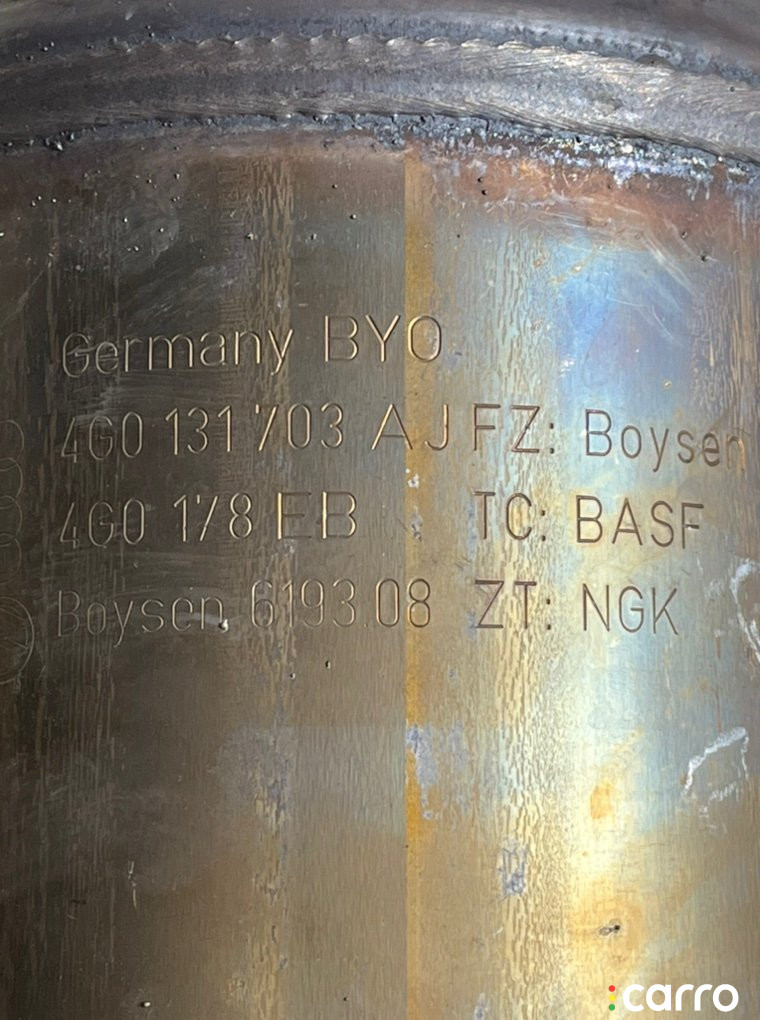 Germany BYO
4G0 131 703 AJ FZ: Boysen
4G0 178 EB TC: BASF
Boysen 6193.08 ZT: NGK
carro